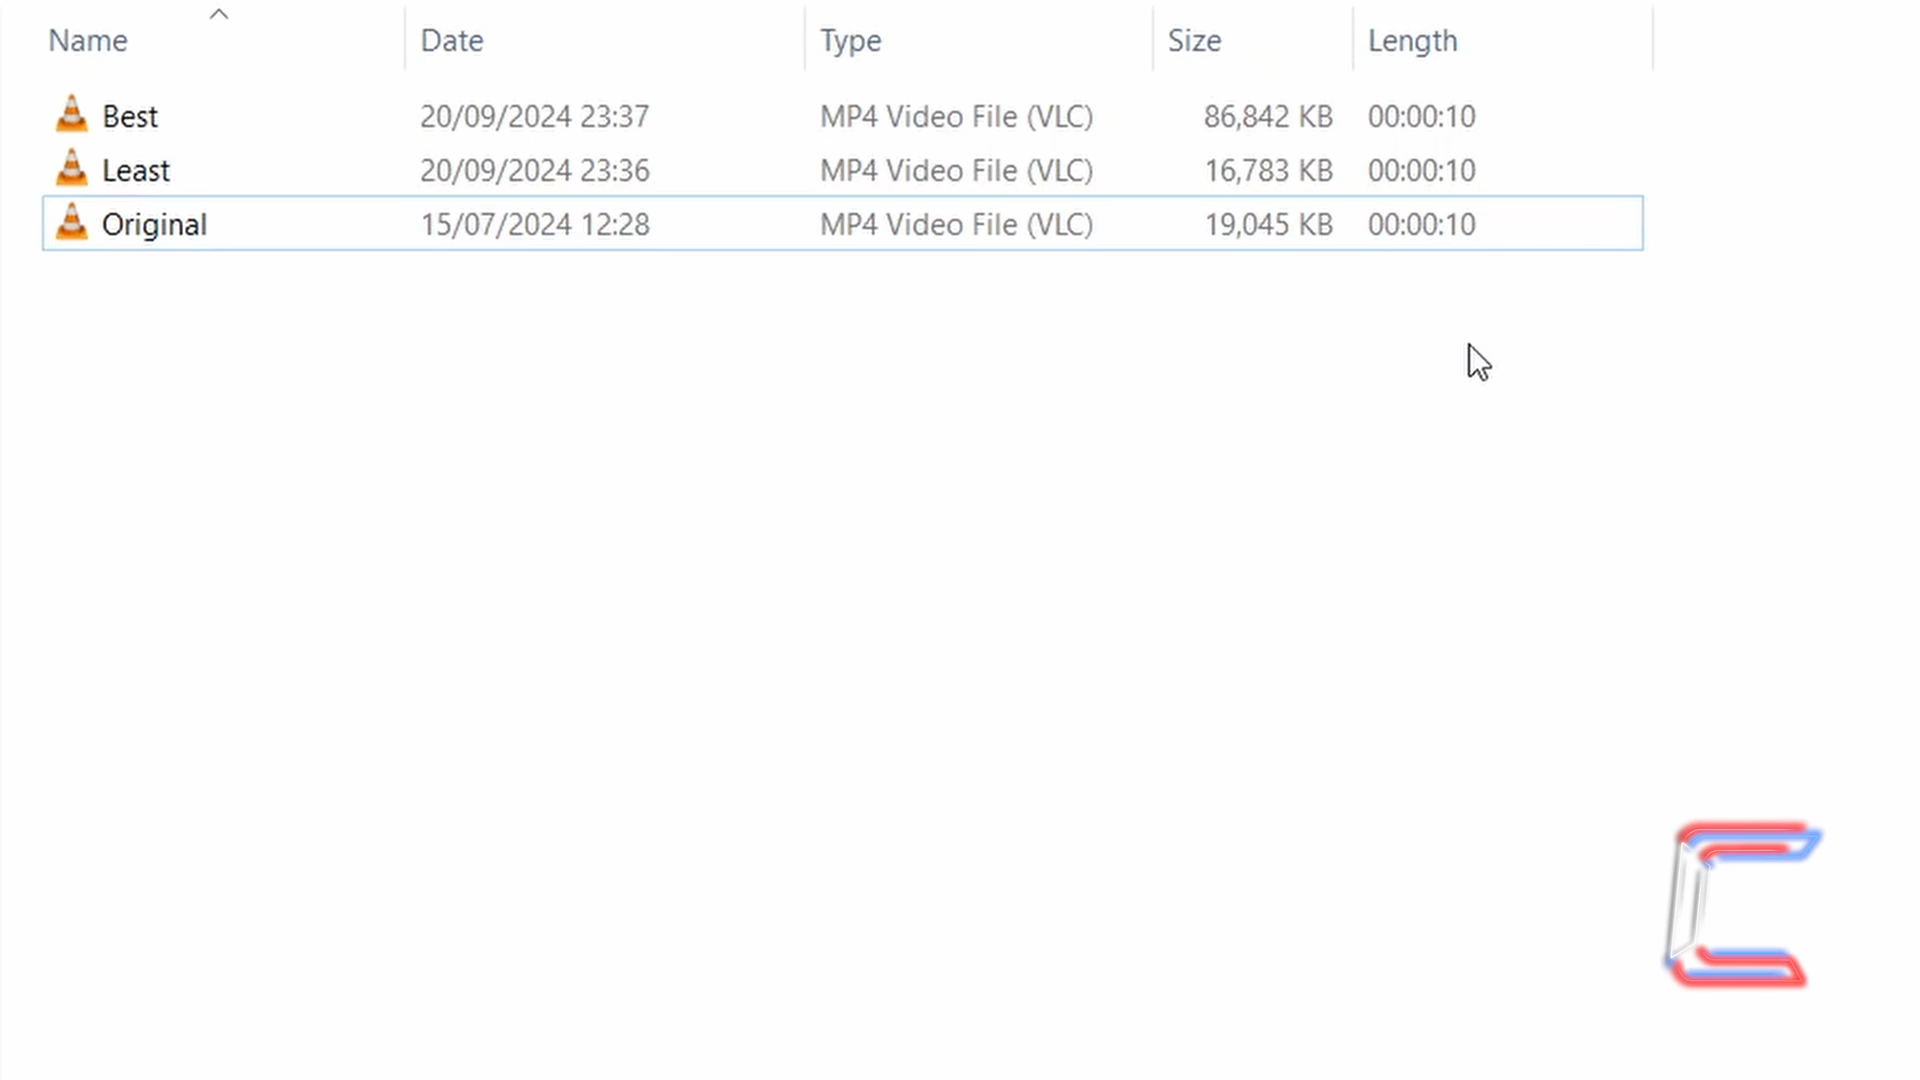 Name Date Type Size Length
Best 20/09/2024 23:37 MP4 Video File (VLC) 86,842 KB 00:00:10
Least 20/09/2024 23:36 MP4 Video File (VLC) 16,783 KB 00:00:10
Original 15/07/2024 12:28 MP4 Video File (VLC) 19,045 KB 00:00:10
C